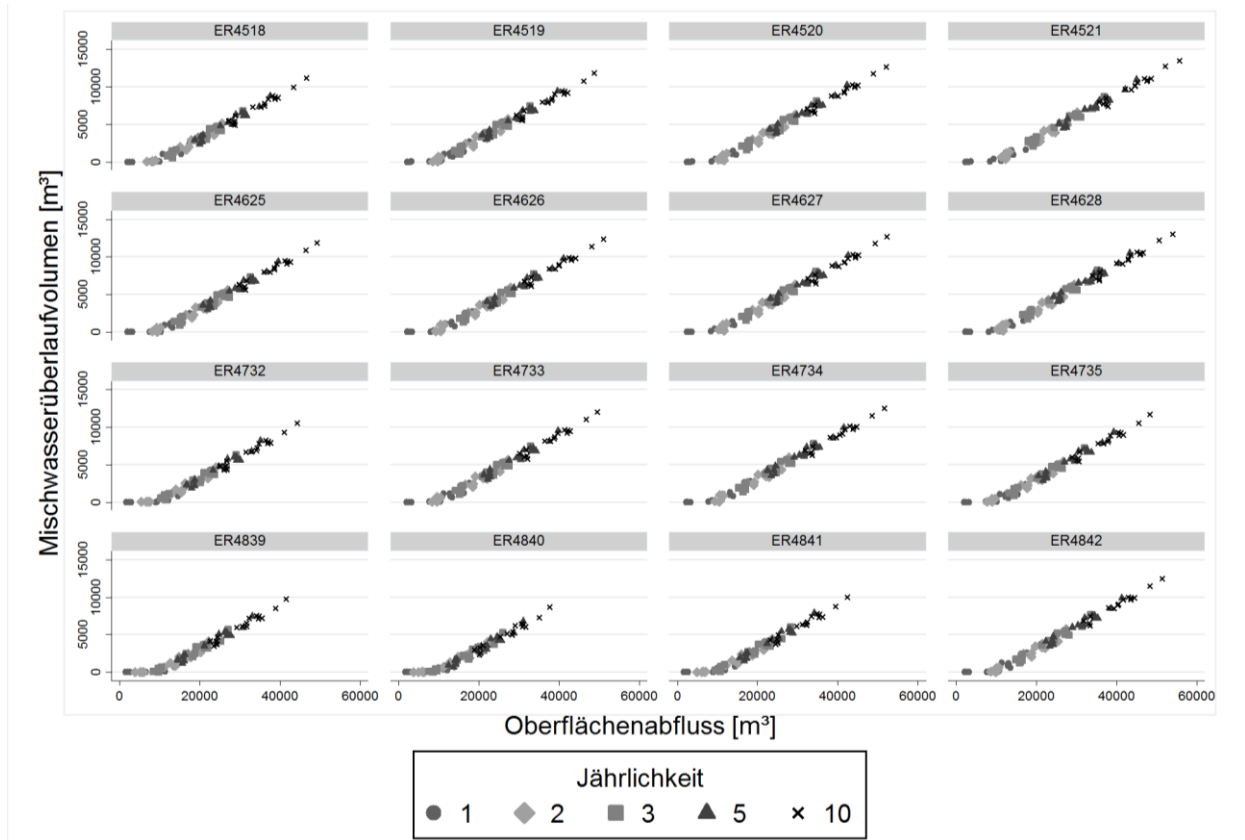 ER4518 ER4519 ER4520 ER4521
15000
10000
5000
0
ER4625 ER4626 ER4627 ER4628
15000
10000
5000
0
ER4732 ER4733 ER4734 ER4735
15000
10000
5000
0
ER4839 ER4840 ER4841 ER4842
15000
10000
5000
0
0 20000 40000 60000 0 20000 40000 60000 0 20000 40000 60000 0 20000 40000 60000
Mischwasserüberlaufvolumen [m³]
Oberflächenabfluss [m³]
Jährlichkeit
1 2 3 5 10